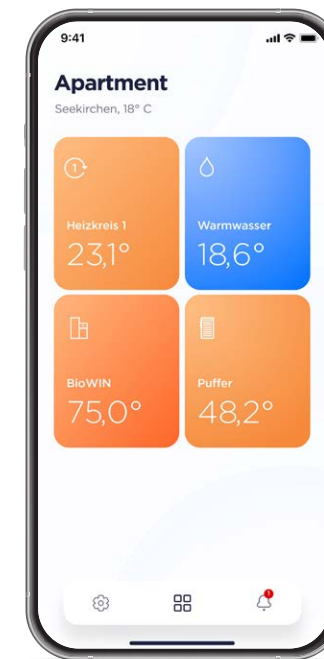 9:41
Apartment
Seekirchen, 18° C
1
Heizkreis 1
23,1°
Warmwasser
18,6°
BioWIN
75,0°
Puffer
48,2°
1